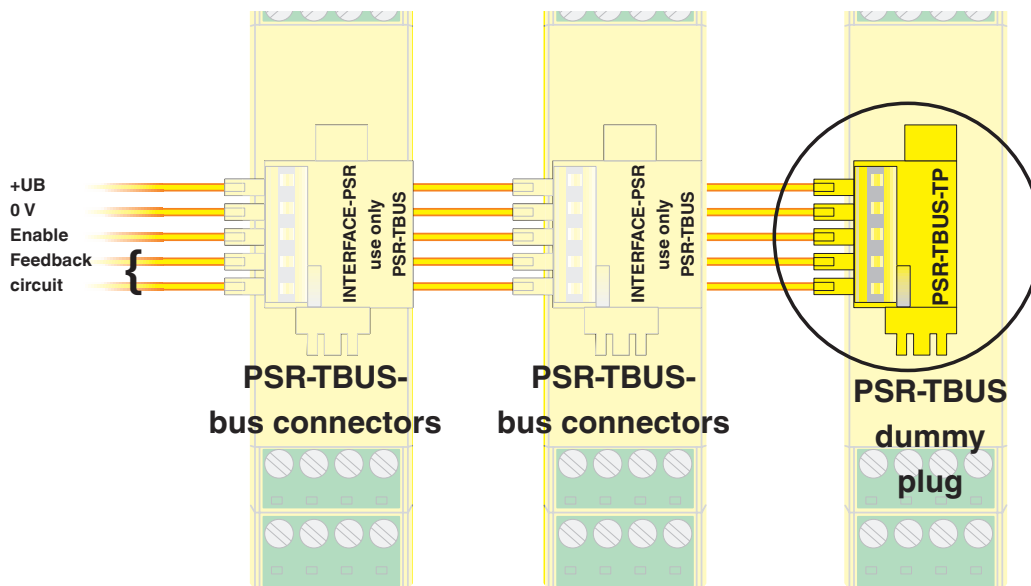 +UB
0 V
Enable
Feedback
circuit
{
INTERFACE-PSR
use only
PSR-TBUS
INTERFACE-PSR
use only
PSR-TBUS
PSR-TBUS-TP
PSR-TBUS-
bus connectors
PSR-TBUS-
bus connectors
PSR-TBUS
dummy
plug